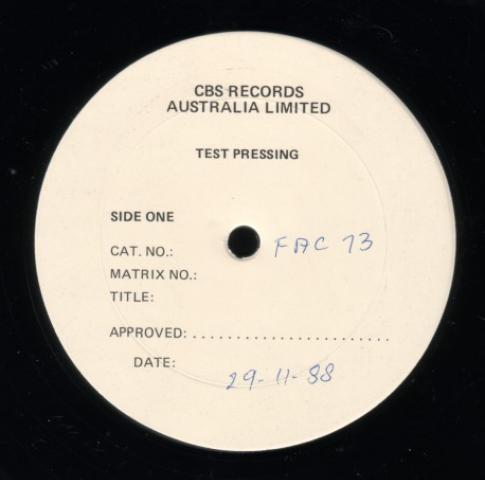 CBS RECORDS
AUSTRALIA LIMITED
TEST PRESSING
SIDE ONE
CAT. NO.: FAC 73
MATRIX NO.:
TITLE:
APPROVED: .......................
DATE: 29-11-88